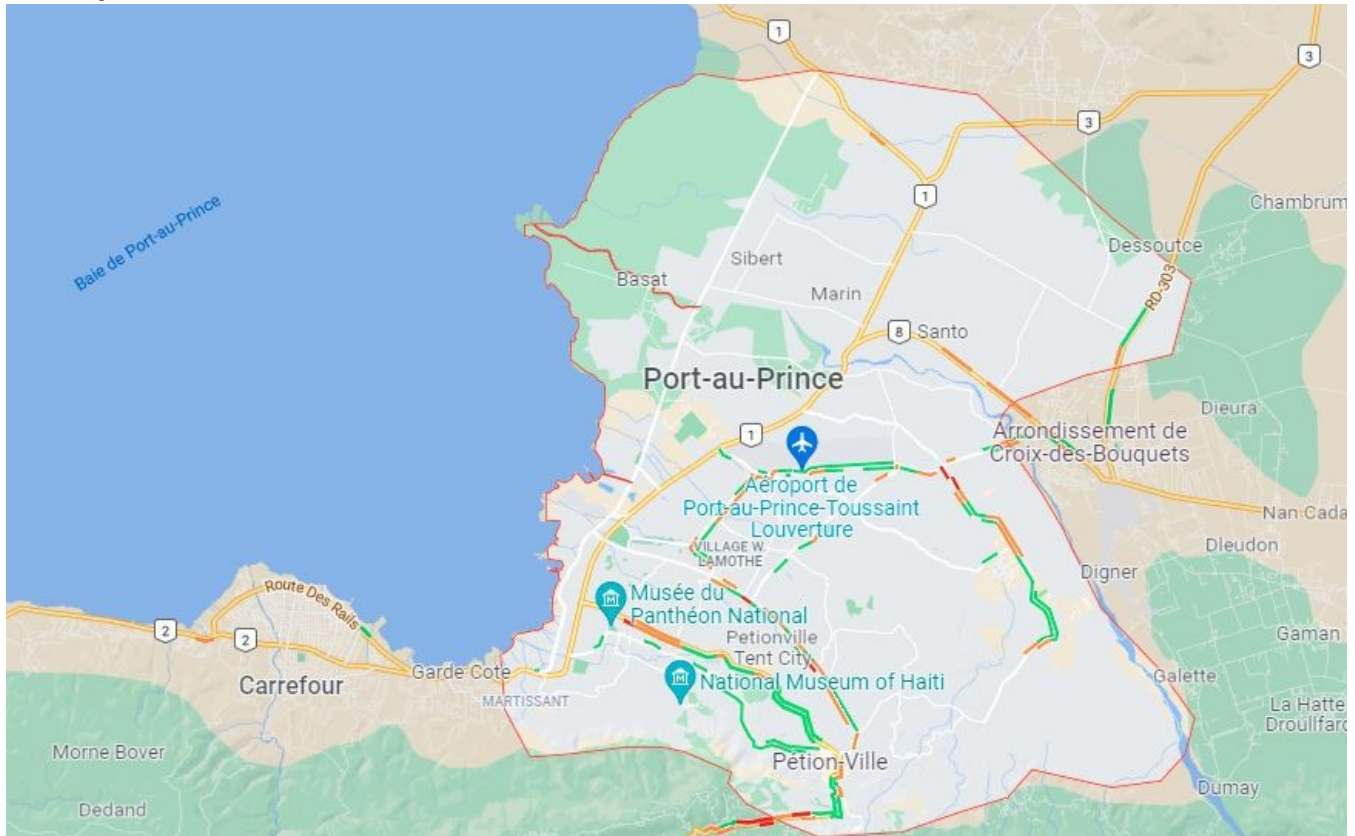 1
3
3
1
Chambrum
Baie de Port-au-Prince
Dessoutce
Sibert
Basat
RD-303
Marin
8
Santo
Port-au-Prince
Dieura
1
Arrondissement de
Croix-des-Bouquets
Aéroport de
Port-au-Prince-Toussaint
Louverture
Nan Cada
VILLAGE W.
LAMOTHE
Dleudon
Digner
Route Des Rails
Musée du
Panthéon National
2
2
Petionville
Tent City
Gaman
Garde Cote
Carrefour
National Museum of Haiti
Galette
MARTISSANT
La Hatte
Droullfard
Morne Bover
Pétion-Ville
Dumay
Dedand